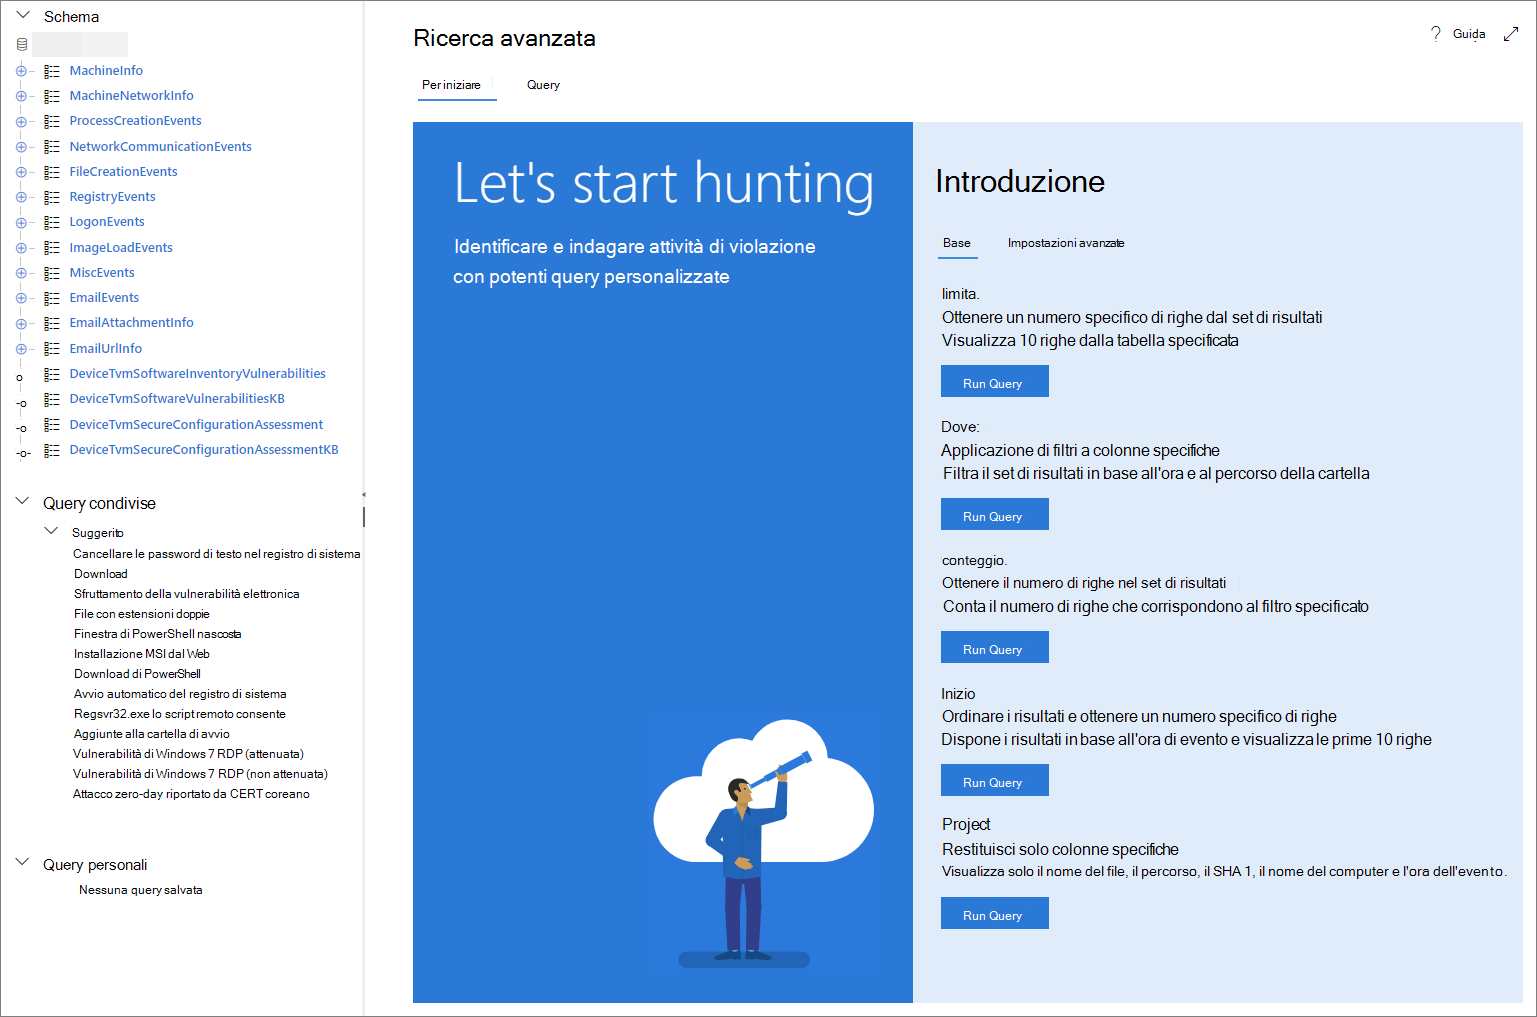 Schema
MachineInfo
MachineNetworkInfo
ProcessCreationEvents
NetworkCommunicationEvents
FileCreationEvents
RegistryEvents
LogonEvents
ImageLoadEvents
MiscEvents
EmailEvents
EmailAttachmentInfo
EmailUrlInfo
DeviceTvmSoftwareInventoryVulnerabilities
DeviceTvmSoftwareVulnerabilitiesKB
DeviceTvmSecureConfigurationAssessment
DeviceTvmSecureConfigurationAssessmentKB
Query condivise
Suggerito
Cancellare le password di testo nel registro di sistema
Download
Sfruttamento della vulnerabilità elettronica
File con estensioni doppie
Finestra di PowerShell nascosta
Installazione MSI dal Web
Download di PowerShell
Avvio automatico del registro di sistema
Regsvr32.exe lo script remoto consente
Aggiunte alla cartella di avvio
Vulnerabilità di Windows 7 RDP (attenuata)
Vulnerabilità di Windows 7 RDP (non attenuata)
Attacco zero-day riportato da CERT coreano
Query personali
Nessuna query salvata
Ricerca avanzata
? Guida
Per iniziare
Query
Let's start hunting
Identificare e indagare attività di violazione
con potenti query personalizzate
Introduzione
Base
Impostazioni avanzate
limita.
Ottenere un numero specifico di righe dal set di risultati
Visualizza 10 righe dalla tabella specificata
Run Query
Dove:
Applicazione di filtri a colonne specifiche
Filtra il set di risultati in base all'ora e al percorso della cartella
Run Query
conteggio.
Ottenere il numero di righe nel set di risultati
Conta il numero di righe che corrispondono al filtro specificato
Run Query
Inizio
Ordinare i risultati e ottenere un numero specifico di righe
Dispone i risultati in base all'ora di evento e visualizza le prime 10 righe
Run Query
Project
Restituisci solo colonne specifiche
Visualizza solo il nome del file, il percorso, il SHA 1, il nome del computer e l'ora dell'evento.
Run Query